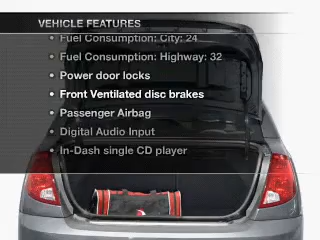 VEHICLE FEATURES
• Fuel Consumption: City: 24
• Fuel Consumption: Highway: 32
• Power door locks
• Front Ventilated disc brakes
• Passenger Airbag
• Digital Audio Input
• In-Dash single CD player